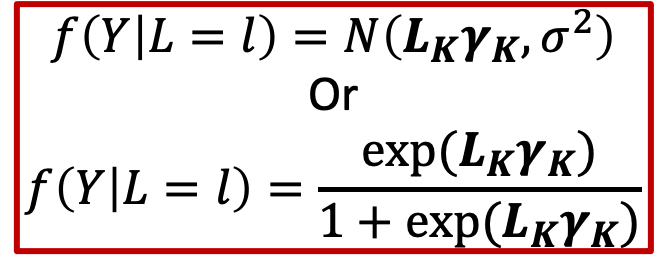 f(Y|L = l) = N(L_K γ_K, σ²)
Or
f(Y|L = l) = exp(L_K γ_K) / 1 + exp(L_K γ_K)